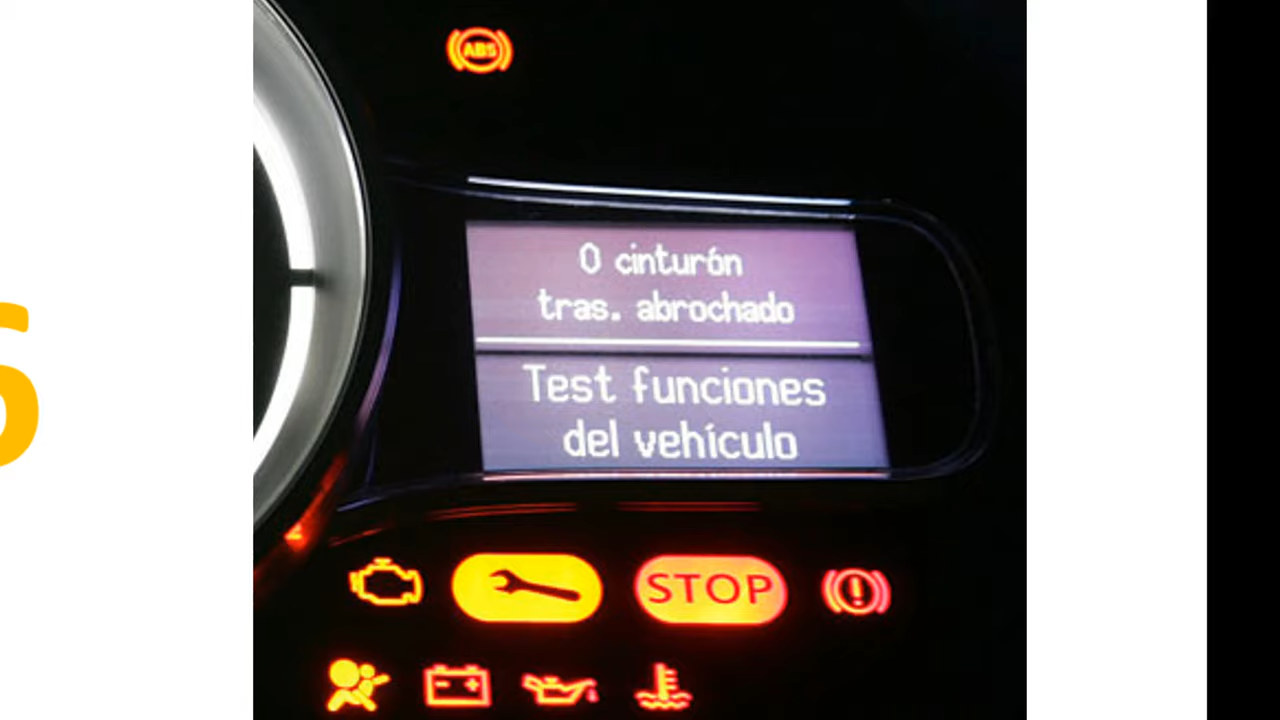 ABS
0 cinturón
tras. abrochado
Test funciones
del vehículo
STOP